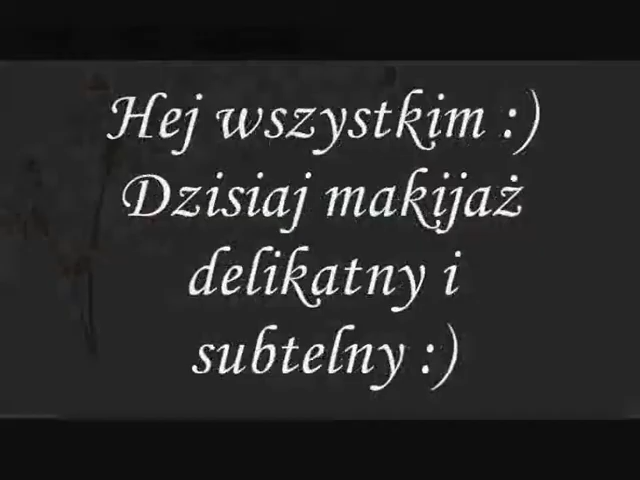 Hej wszystkim :)
Dzisiaj makijaż
delikatny i
subtelny :)